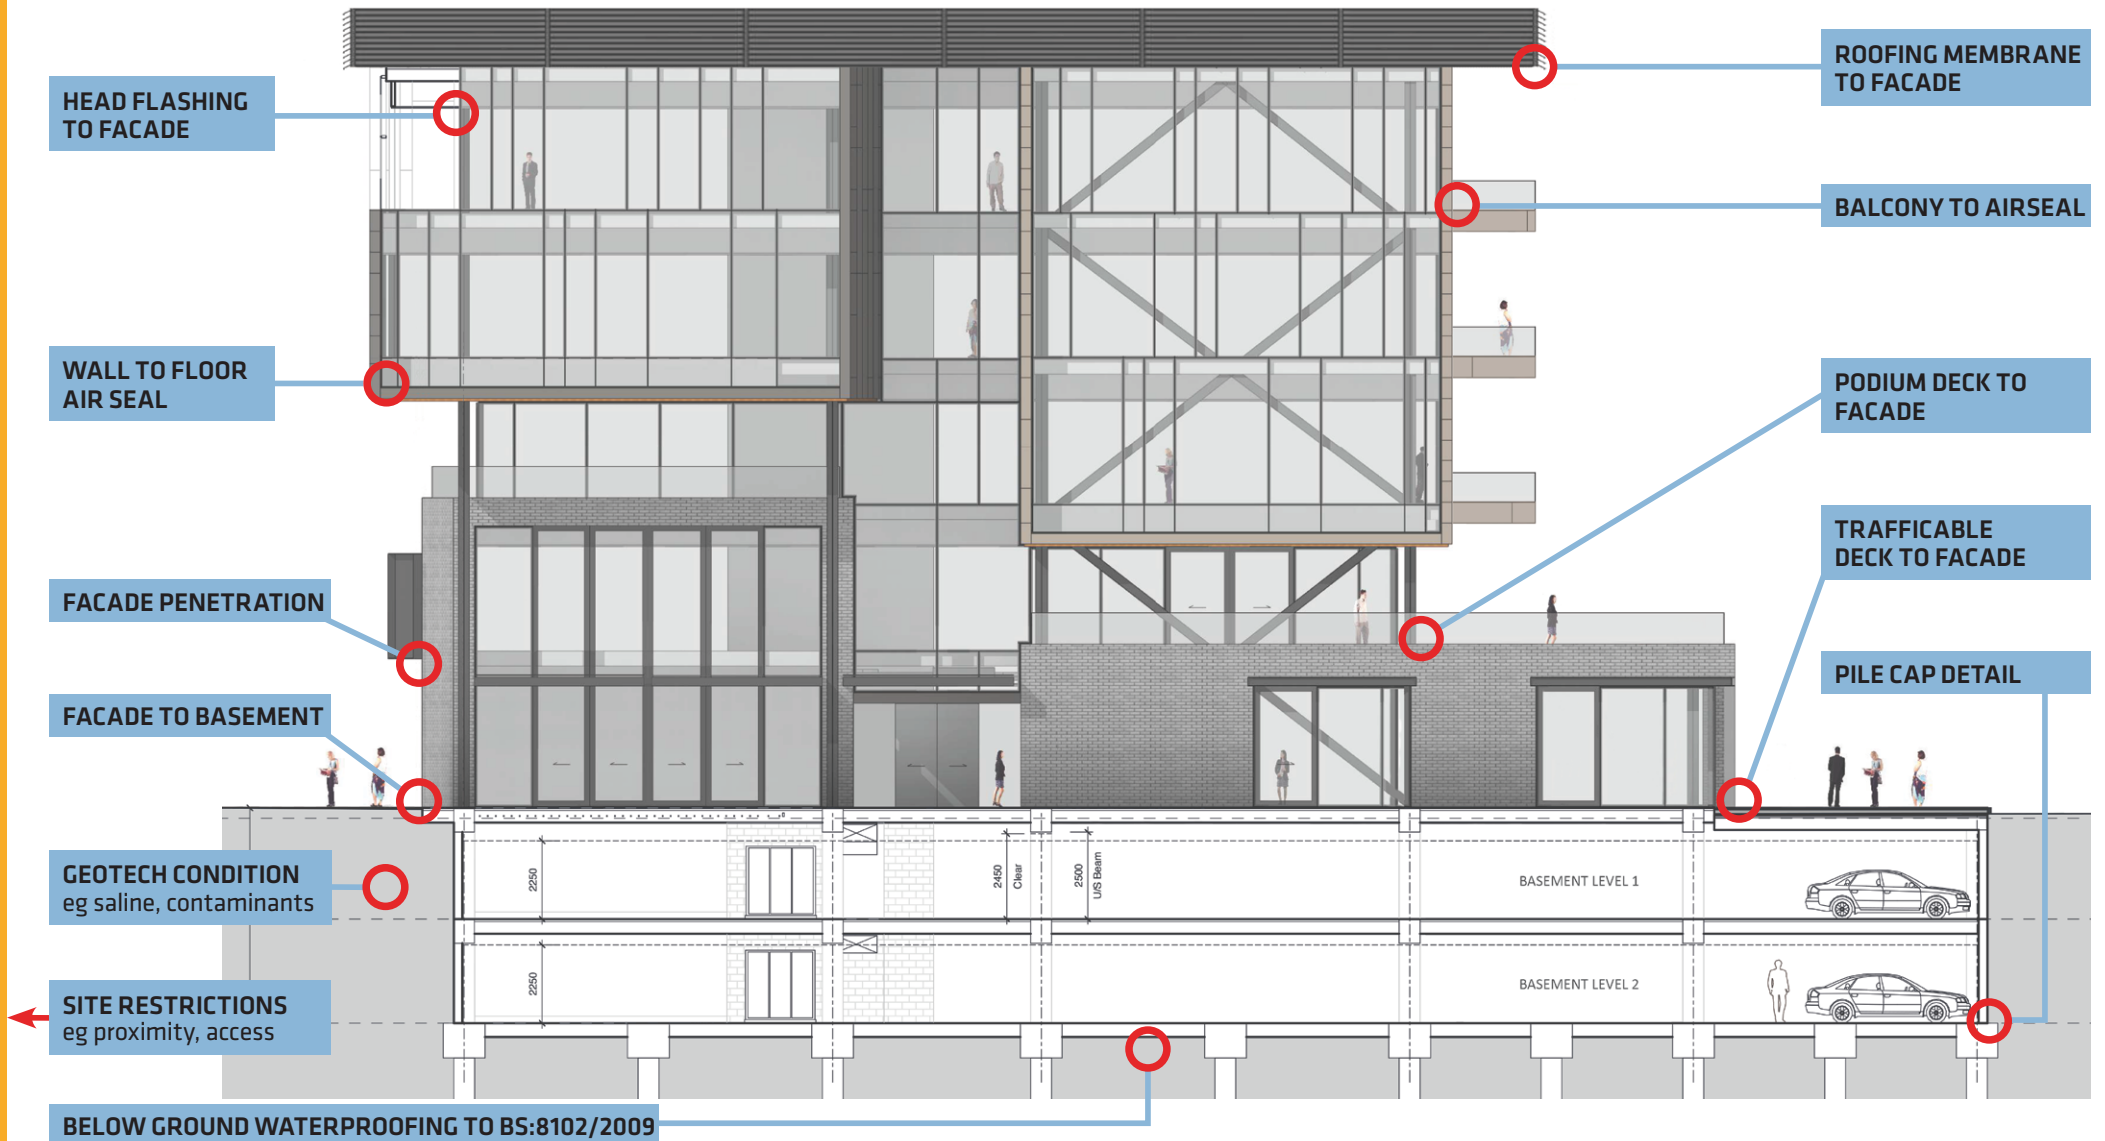 HEAD FLASHING
TO FACADE
WALL TO FLOOR
AIR SEAL
FACADE PENETRATION
FACADE TO BASEMENT
GEOTECH CONDITION
eg saline, contaminants
SITE RESTRICTIONS
eg proximity, access
BELOW GROUND WATERPROOFING TO BS:8102/2009
ROOFING MEMBRANE
TO FACADE
BALCONY TO AIRSEAL
PODIUM DECK TO
FACADE
TRAFFICABLE
DECK TO FACADE
PILE CAP DETAIL
2250
2450
Clear
2500
U/S Beam
BASEMENT LEVEL 1
2250
BASEMENT LEVEL 2